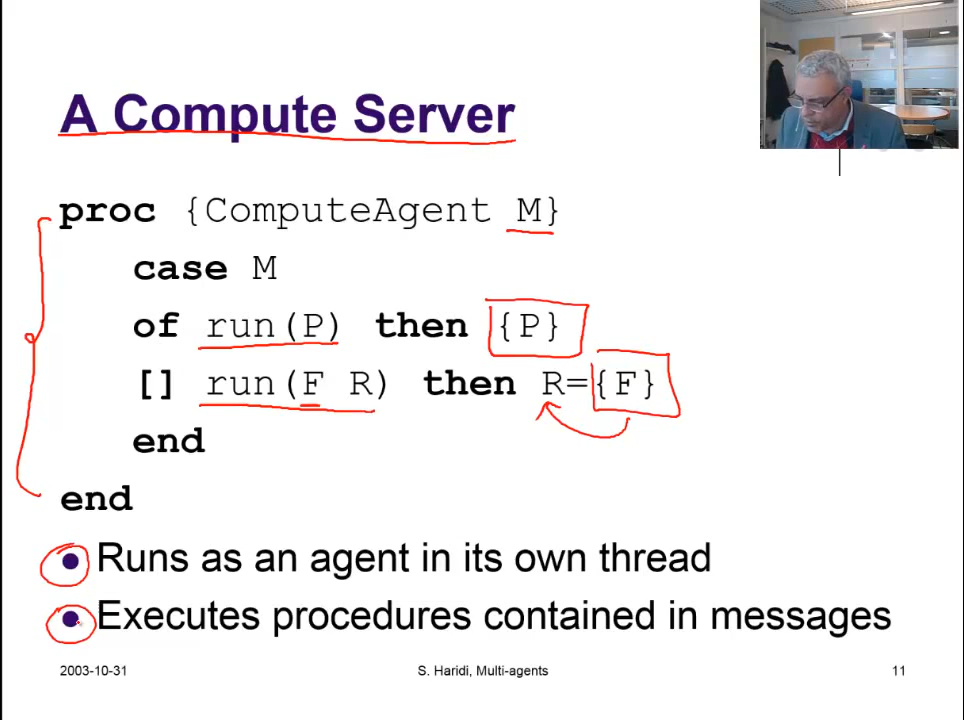 A Compute Server
proc {ComputeAgent M}
case M
of run(P) then {P}
[] run(F R) then R={F}
end
end
• Runs as an agent in its own thread
• Executes procedures contained in messages
2003-10-31 S. Haridi, Multi-agents 11